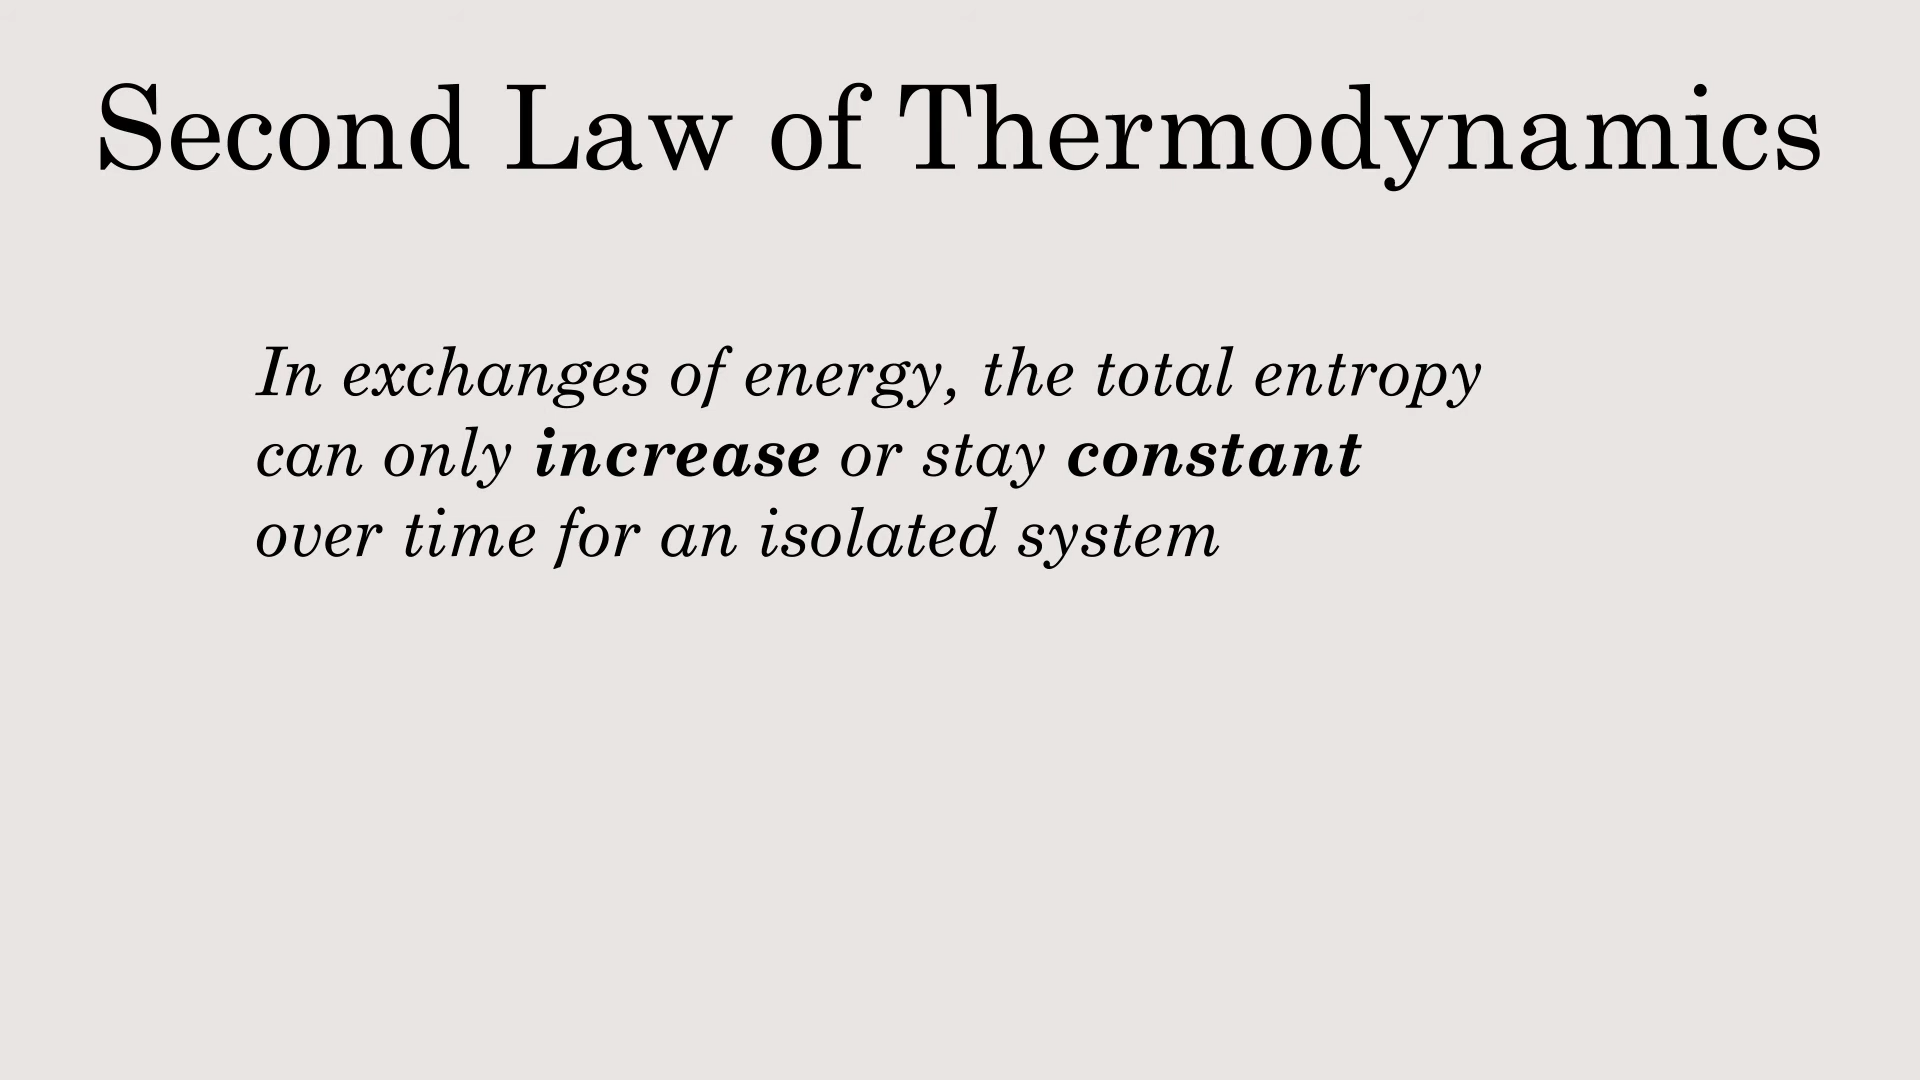 Second Law of Thermodynamics
In exchanges of energy, the total entropy
can only increase or stay constant
over time for an isolated system